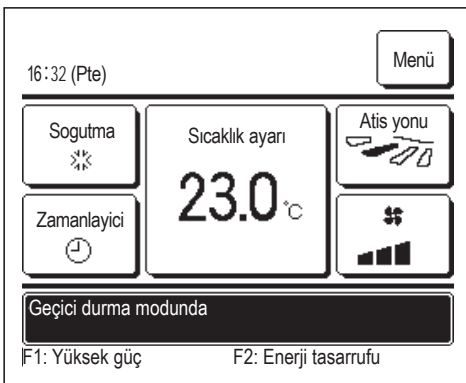 Menü
16:32 (Pte)
Sogutma
Sıcaklık ayarı
Atis yonu
23.0 °C
Zamanlayici
Geçici durma modunda
F1: Yüksek güç F2: Enerji tasarrufu